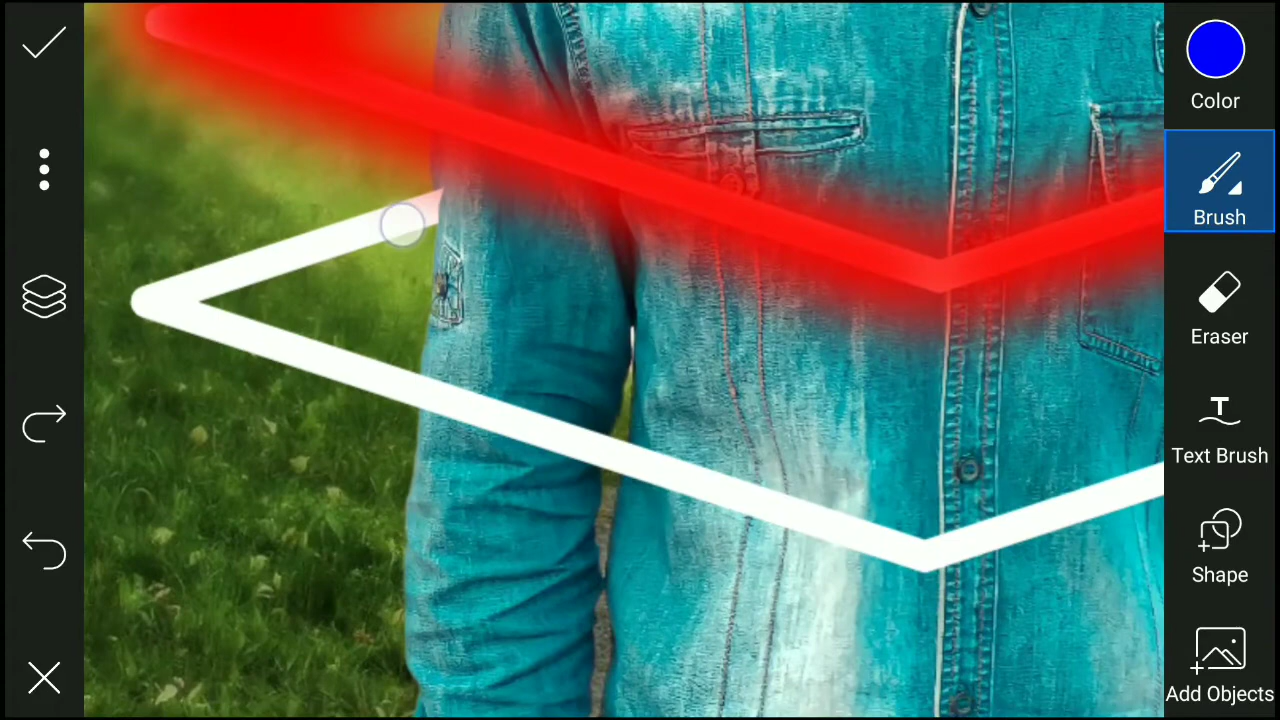 Color
Brush
Eraser
T
Text Brush
Shape
Add Objects